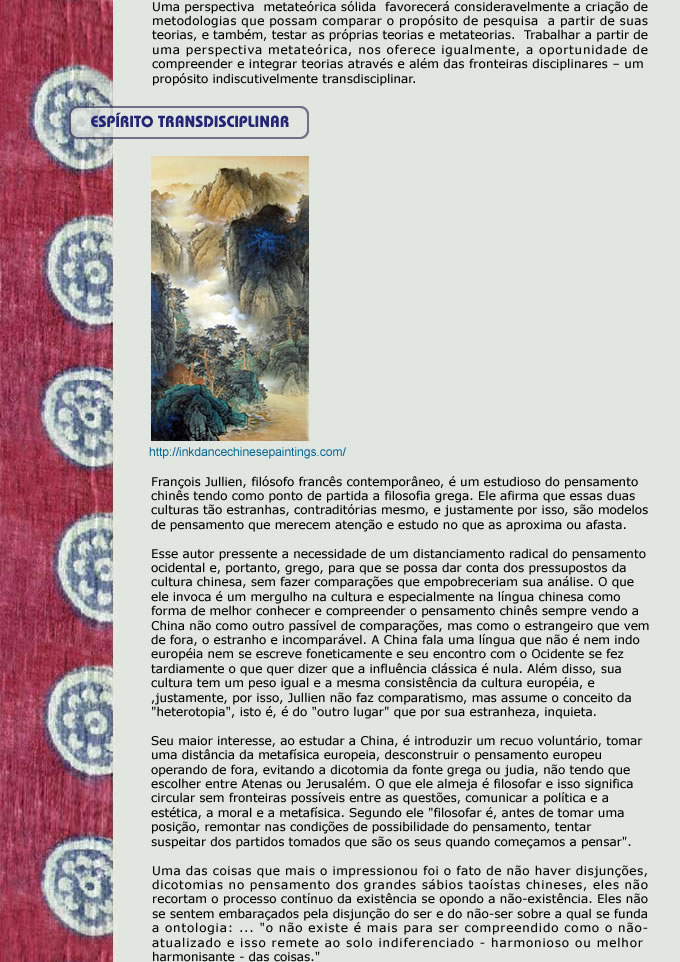 Uma perspectiva metateórica sólida favorecerá consideravelmente a criação de
metodologias que possam comparar o propósito de pesquisa a partir de suas
teorias, e também, testar as próprias teorias e metateorias. Trabalhar a partir de
uma perspectiva metateórica, nos oferece igualmente, a oportunidade de
compreender e integrar teorias através e além das fronteiras disciplinares – um
propósito indiscutivelmente transdisciplinar.
ESPÍRITO TRANSDISCIPLINAR
http://inkdancechinesepaintings.com/
François Jullien, filósofo francês contemporâneo, é um estudioso do pensamento
chinês tendo como ponto de partida a filosofia grega. Ele afirma que essas duas
culturas tão estranhas, contraditórias mesmo, e justamente por isso, são modelos
de pensamento que merecem atenção e estudo no que as aproxima ou afasta.
Esse autor pressente a necessidade de um distanciamento radical do pensamento
ocidental e, portanto, grego, para que se possa dar conta dos pressupostos da
cultura chinesa, sem fazer comparações que empobreceriam sua análise. O que
ele invoca é um mergulho na cultura e especialmente na língua chinesa como
forma de melhor conhecer e compreender o pensamento chinês sempre vendo a
China não como outro passível de comparações, mas como o estrangeiro que vem
de fora, o estranho e incomparável. A China fala uma língua que não é nem indo
européia nem se escreve foneticamente e seu encontro com o Ocidente se fez
tardiamente o que quer dizer que a influência clássica é nula. Além disso, sua
cultura tem um peso igual e a mesma consistência da cultura européia, e
,justamente, por isso, Jullien não faz comparatismo, mas assume o conceito da
"heterotopia", isto é, é do "outro lugar" que por sua estranheza, inquieta.
Seu maior interesse, ao estudar a China, é introduzir um recuo voluntário, tomar
uma distância da metafísica europeia, desconstruir o pensamento europeu
operando de fora, evitando a dicotomia da fonte grega ou judia, não tendo que
escolher entre Atenas ou Jerusalém. O que ele almeja é filosofar e isso significa
circular sem fronteiras possíveis entre as questões, comunicar a política e a
estética, a moral e a metafísica. Segundo ele "filosofar é, antes de tomar uma
posição, remontar nas condições de possibilidade do pensamento, tentar
suspeitar dos partidos tomados que são os seus quando começamos a pensar".
Uma das coisas que mais o impressionou foi o fato de não haver disjunções,
dicotomias no pensamento dos grandes sábios taoístas chineses, eles não
recortam o processo contínuo da existência se opondo a não-existência. Eles não
se sentem embaraçados pela disjunção do ser e do não-ser sobre a qual se funda
a ontologia: ... "o não existe é mais para ser compreendido como o não-
atualizado e isso remete ao solo indiferenciado - harmonioso ou melhor
harmonisante - das coisas."